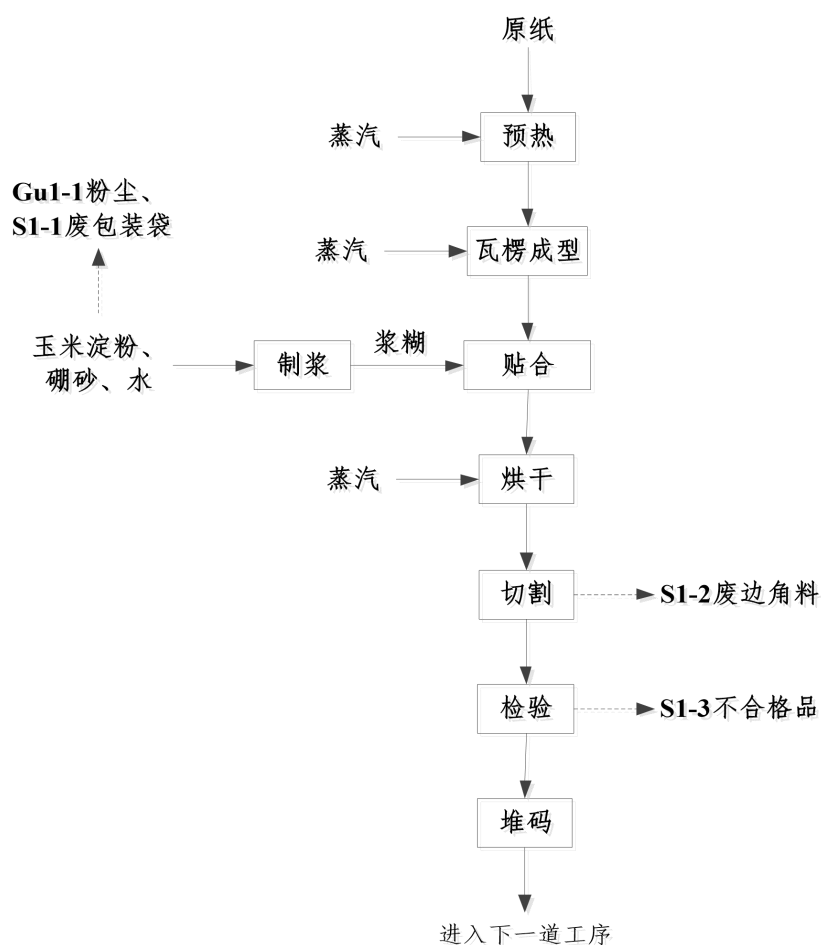 原纸
蒸汽
预热
Gu1-1粉尘、
S1-1废包装袋
蒸汽
瓦楞成型
玉米淀粉、
硼砂、水
制浆
浆糊
贴合
蒸汽
烘干
切割
S1-2废边角料
检验
S1-3不合格品
堆码
进入下一道工序